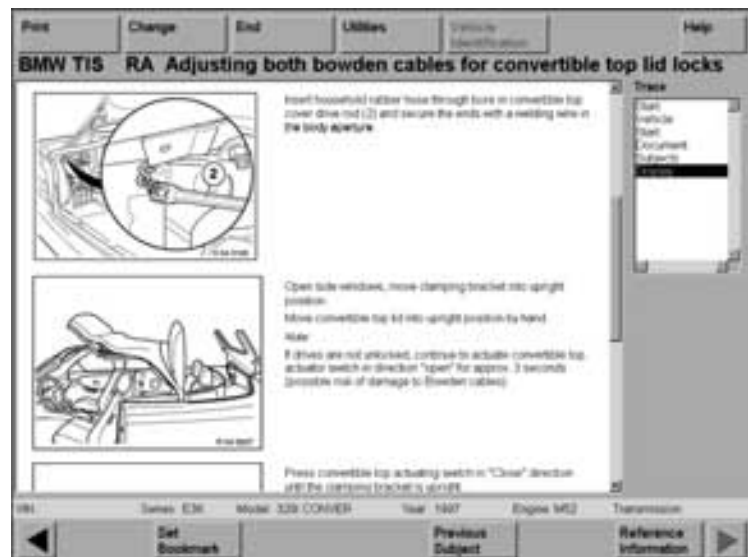 Print Change End Utilities Vehicle Identification Help
BMW TIS RA Adjusting both bowden cables for convertible top lid locks
Trace
Start
Vehicle
Start
Document
Subjects
Insert household rubber hose through bore in convertible top
cover drive rod (2) and secure the ends with a welding wire in
the body aperture.
2
Open side windows, move clamping bracket into upright
position.
Move convertible top lid into upright position by hand.
Note:
If drives are not unlocked, continue to actuate convertible top
actuator switch in direction "open" for approx. 3 seconds
(possible risk of damage to Bowden cables).
Press convertible top actuating switch in "Close" direction
until the clamping bracket is upright.
VIN: Series: E36 Model: 328i CONVER Year: 1997 Engine: M52 Transmission:
Set
Bookmark
Previous
Subject
Reference
Information